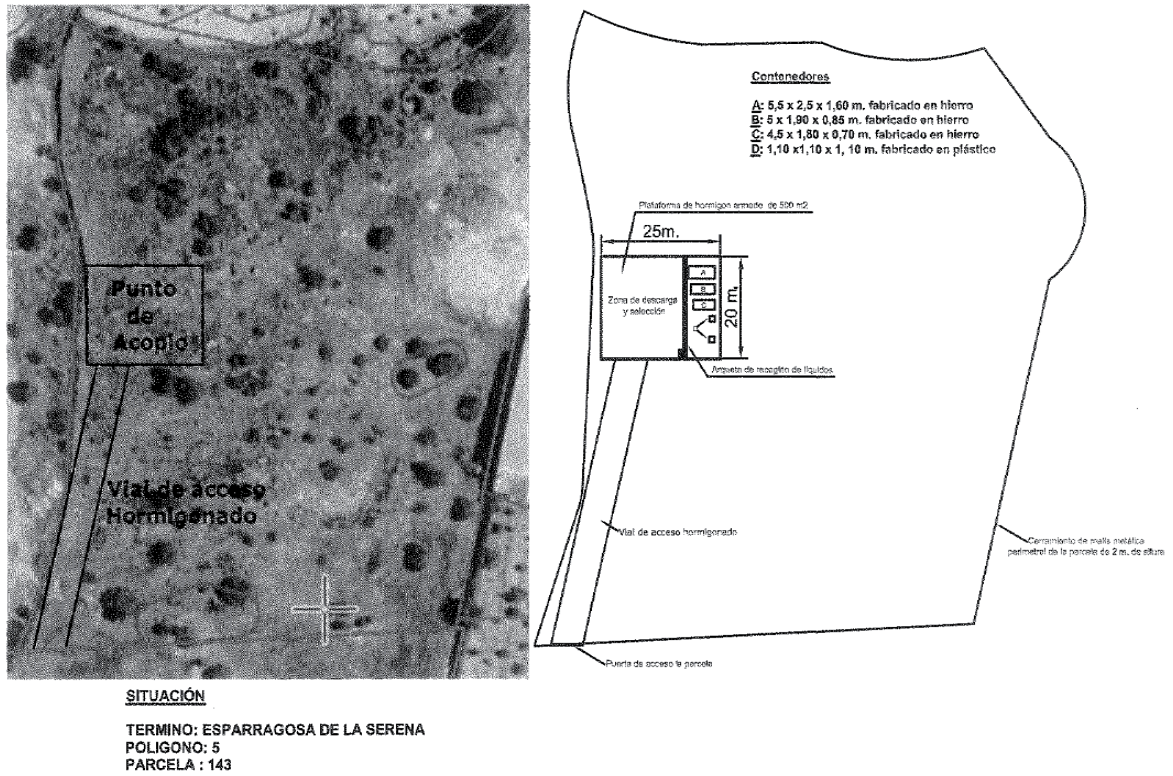 Punto
de
Acopio
Vial de acceso
Hormigonado
SITUACIÓN
TERMINO: ESPARRAGOSA DE LA SERENA
POLIGONO: 5
PARCELA : 143
Contenedores
A: 5,5 x 2,5 x 1,60 m. fabricado en hierro
B: 5 x 1,90 x 0,85 m. fabricado en hierro
C: 4,5 x 1,80 x 0,70 m. fabricado en hierro
D: 1,10 x1,10 x 1, 10 m. fabricado en plástico
Plataforma de hormigon armado de 500 m2
25m.
A
B
C
Zona de descarga
y selección
20 m.
Arqueta de recogida de líquidos
Vial de acceso hormigonado
Cerramiento de malla metálica
perimetral de la parcela de 2 m. de altura
Puerta de acceso la parcela